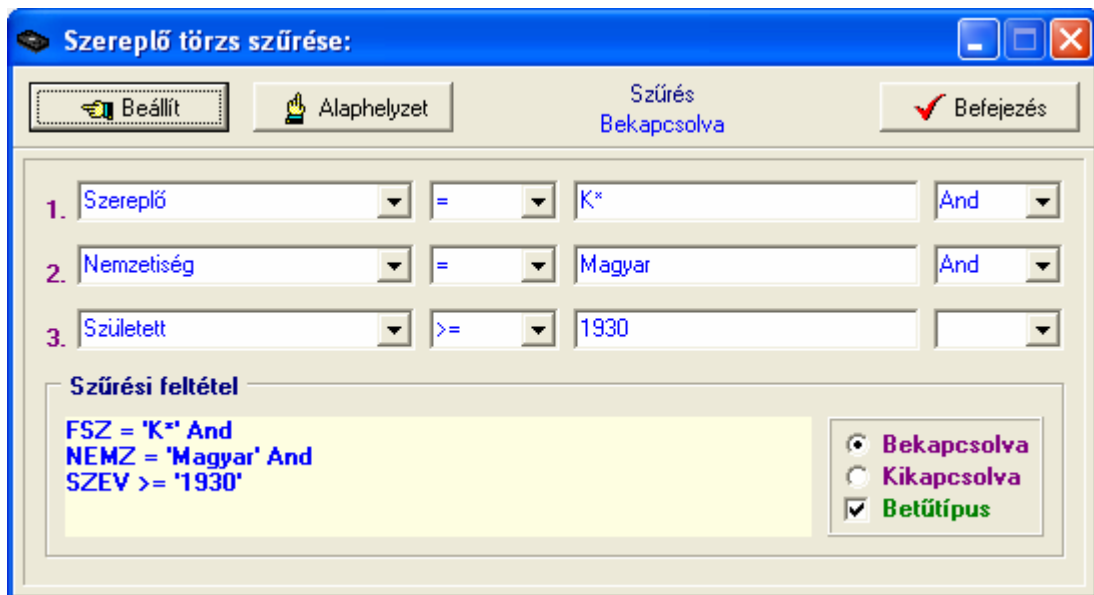 Szereplő törzs szűrése:
Beállít
Alaphelyzet
Szűrés
Bekapcsolva
Befejezés
1. Szereplő = K* And
2. Nemzetiség = Magyar And
3. Született >= 1930
Szűrési feltétel
FSZ = 'K*' And
NEMZ = 'Magyar' And
SZEV >= '1930'
Bekapcsolva
Kikapcsolva
Betűtípus